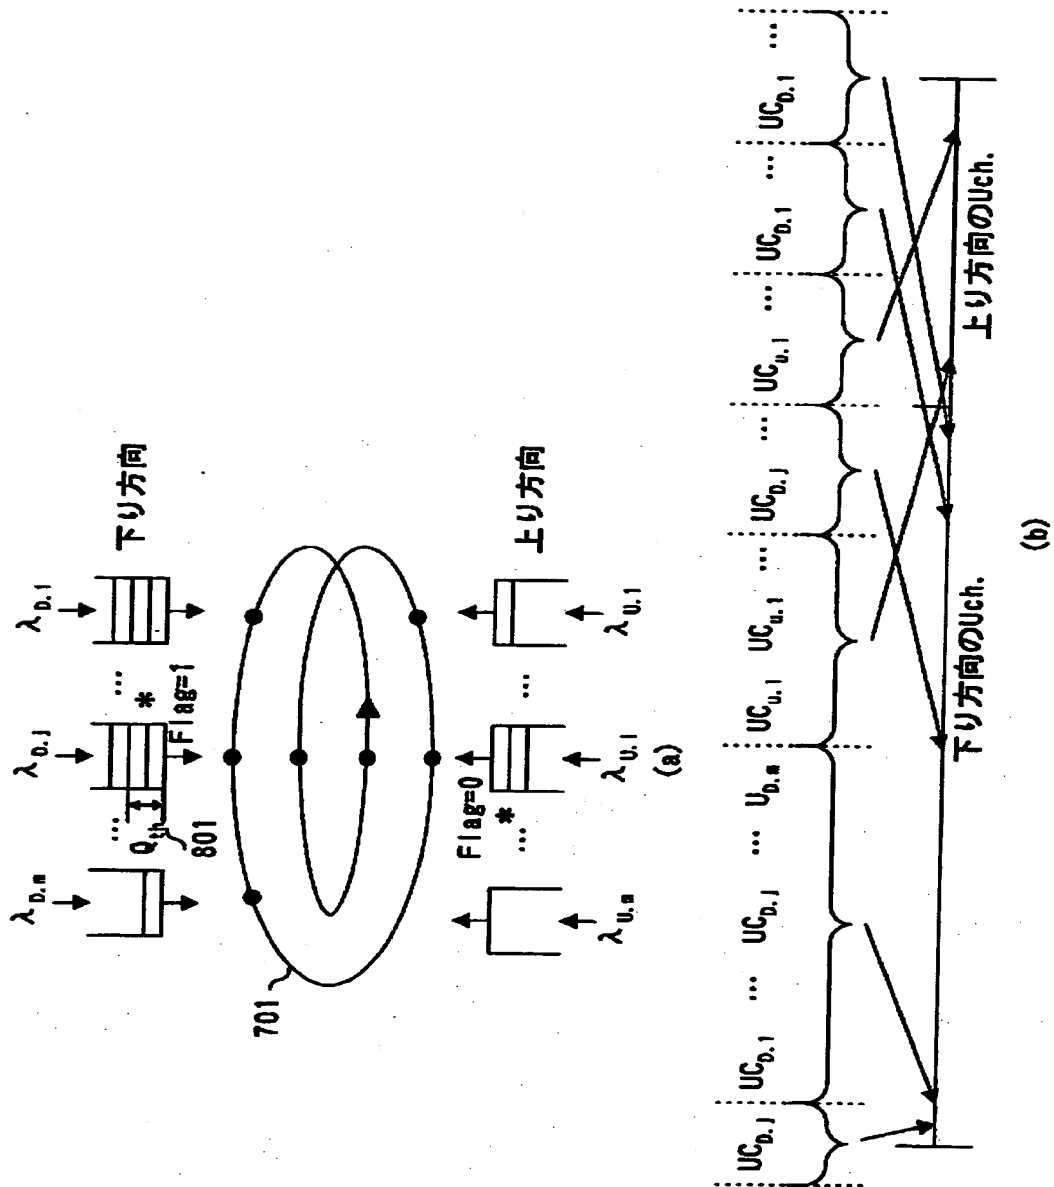 λD.m
λD.j
λD.1
下り方向
...
...
Qth
801
*
Flag=1
701
Flag=0
*
...
...
λU.m
λU.1
λU.1
上り方向
(a)
UCD.J
UCD.1
...
UCD.J
...
UD.m
UCU.1
UCU.1
...
UCD.J
...
UCU.1
...
UCD.1
...
UCD.1
...
下り方向のUch.
上り方向のUch.
(b)